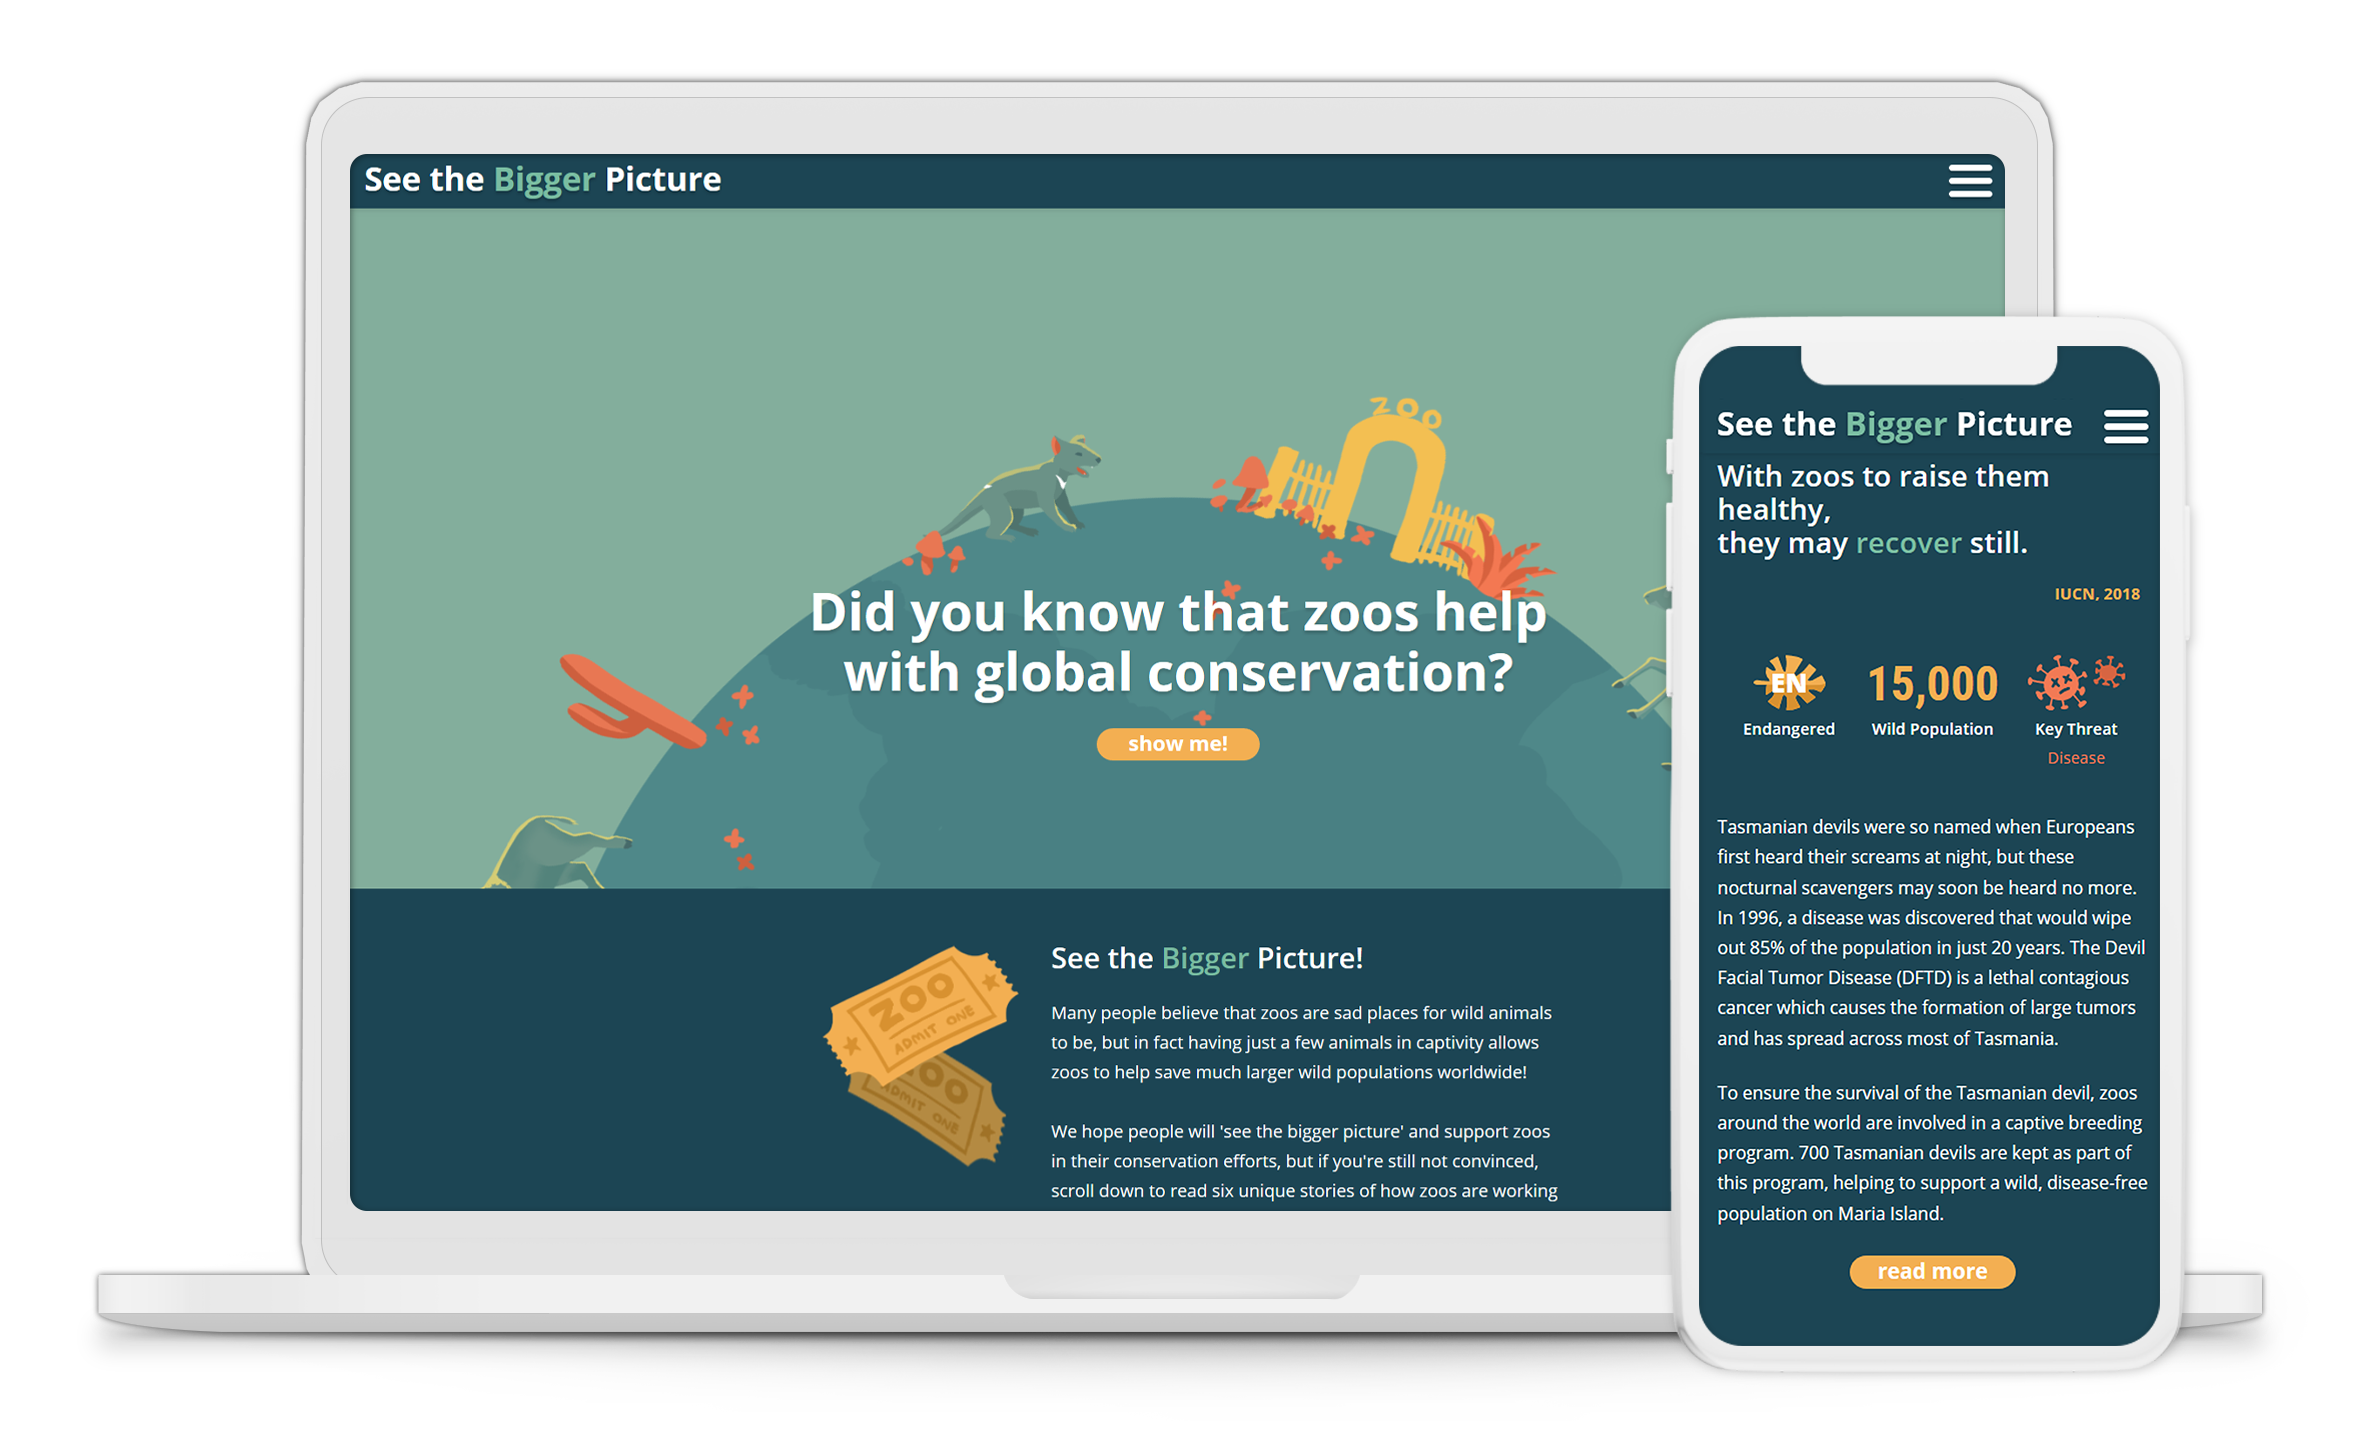 See the Bigger Picture
ZOO
Did you know that zoos help
with global conservation?
show me!
ZOO
ADMIT ONE
ZOO
ADMIT ONE
See the Bigger Picture!
Many people believe that zoos are sad places for wild animals
to be, but in fact having just a few animals in captivity allows
zoos to help save much larger wild populations worldwide!
We hope people will 'see the bigger picture' and support zoos
in their conservation efforts, but if you're still not convinced,
scroll down to read six unique stories of how zoos are working
See the Bigger Picture
With zoos to raise them
healthy,
they may recover still.
IUCN, 2018
EN
15,000
Endangered
Wild Population
Key Threat
Disease
Tasmanian devils were so named when Europeans
first heard their screams at night, but these
nocturnal scavengers may soon be heard no more.
In 1996, a disease was discovered that would wipe
out 85% of the population in just 20 years. The Devil
Facial Tumor Disease (DFTD) is a lethal contagious
cancer which causes the formation of large tumors
and has spread across most of Tasmania.
To ensure the survival of the Tasmanian devil, zoos
around the world are involved in a captive breeding
program. 700 Tasmanian devils are kept as part of
this program, helping to support a wild, disease-free
population on Maria Island.
read more